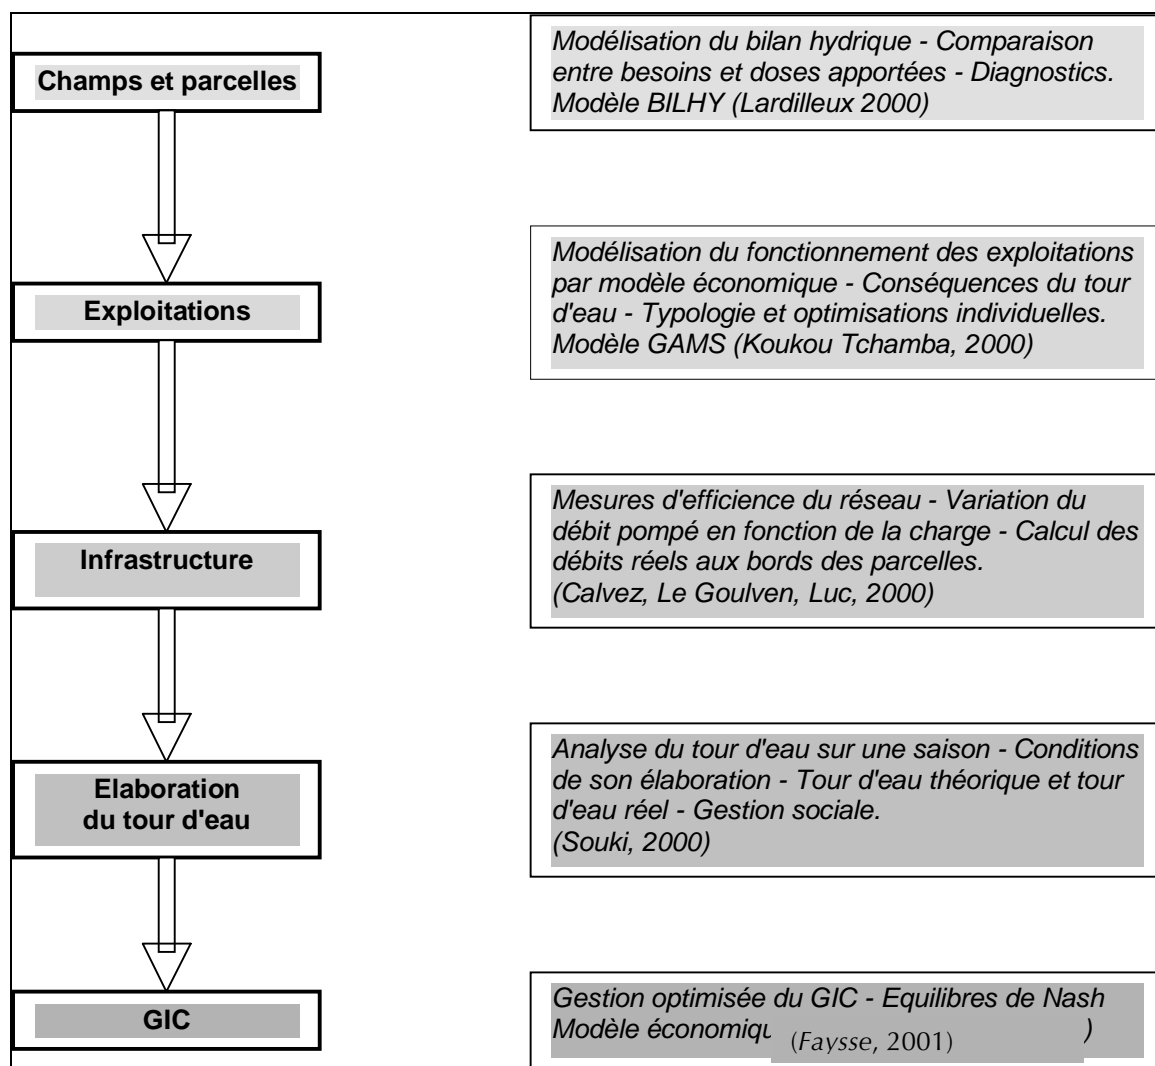 Champs et parcelles
Modélisation du bilan hydrique - Comparaison
entre besoins et doses apportées - Diagnostics.
Modèle BILHY (Lardilleux 2000)
Exploitations
Modélisation du fonctionnement des exploitations
par modèle économique - Conséquences du tour
d'eau - Typologie et optimisations individuelles.
Modèle GAMS (Koukou Tchamba, 2000)
Infrastructure
Mesures d'efficience du réseau - Variation du
débit pompé en fonction de la charge - Calcul des
débits réels aux bords des parcelles.
(Calvez, Le Goulven, Luc, 2000)
Elaboration
du tour d'eau
Analyse du tour d'eau sur une saison - Conditions
de son élaboration - Tour d'eau théorique et tour
d'eau réel - Gestion sociale.
(Souki, 2000)
GIC
Gestion optimisée du GIC - Equilibres de Nash
Modèle (Faysse, 2001) )